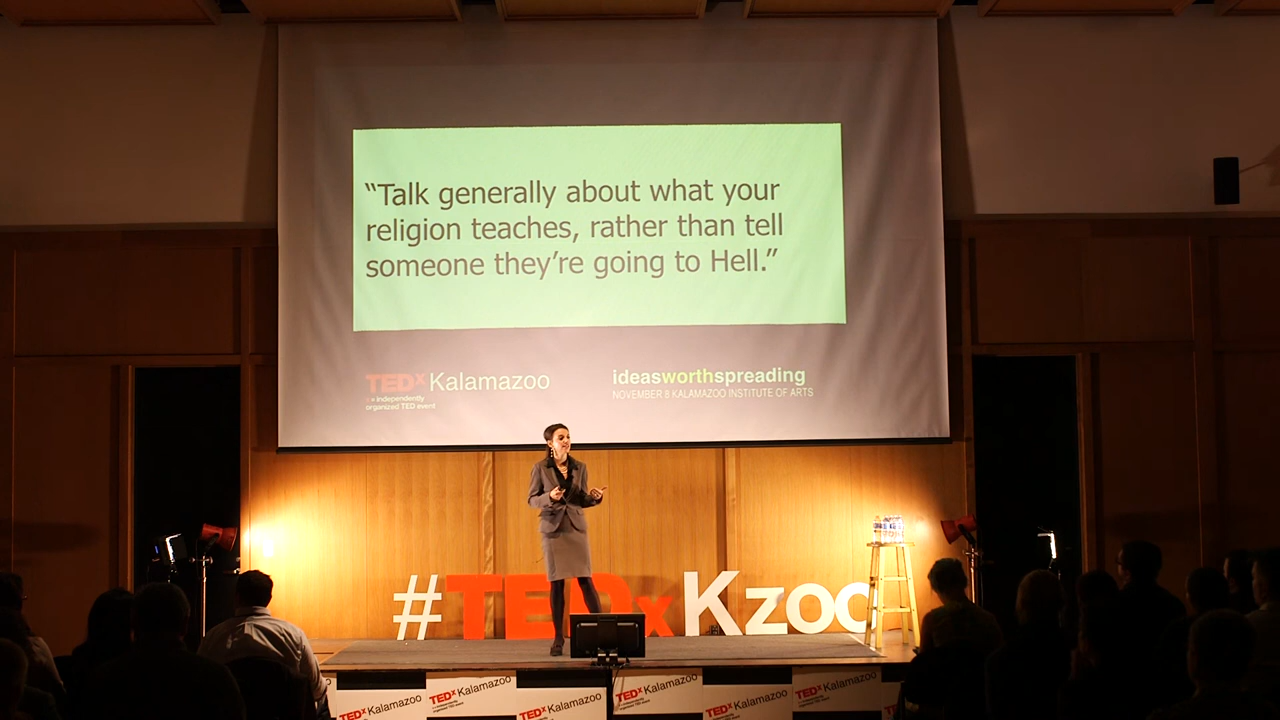 “Talk generally about what your
religion teaches, rather than tell
someone they’re going to Hell.”
TEDx Kalamazoo
x = independently
organized TED event
ideasworthspreading
NOVEMBER 8 KALAMAZOO INSTITUTE OF ARTS
#TEDxKzoo
TEDx Kalamazoo
TEDx Kalamazoo
TEDx Kalamazoo
TEDx Kalamazoo
TEDx Kalamazoo
TEDx Kalamazoo